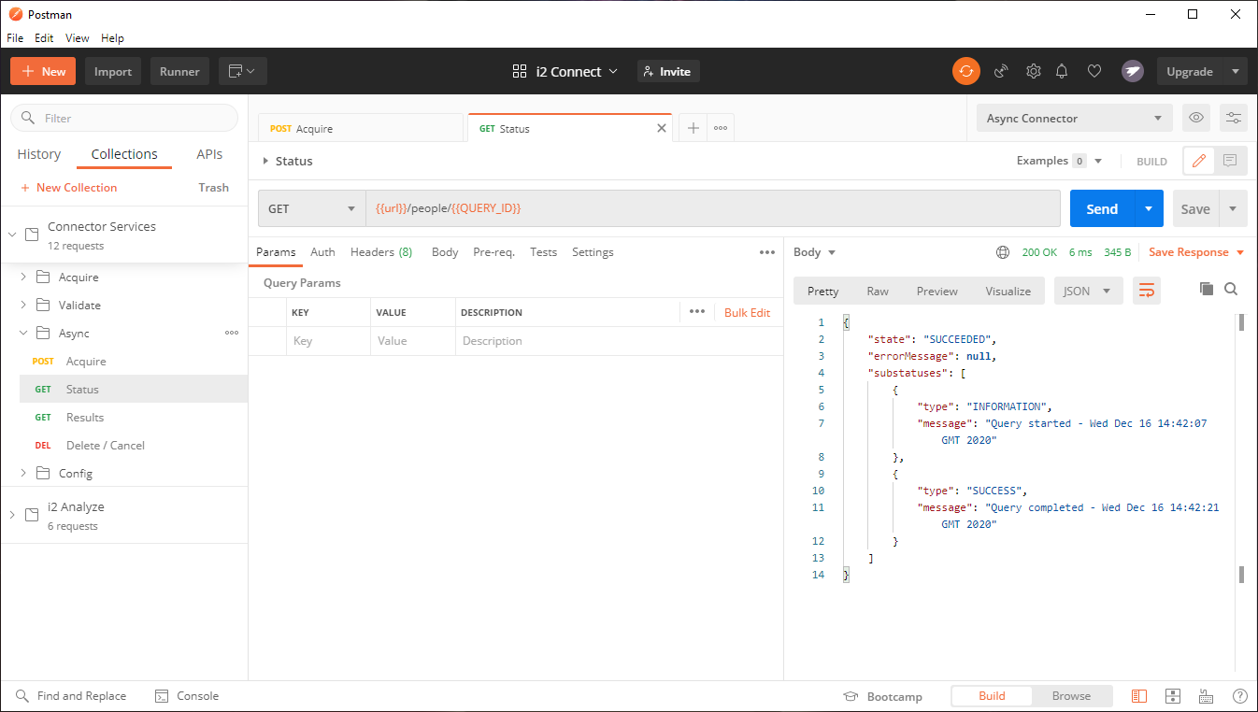 Postman
File Edit View Help
New Import Runner i2 Connect Invite Upgrade
Filter
History Collections APIs
New Collection Trash
Connector Services
12 requests
Acquire
Validate
Async
POST Acquire
GET Status
GET Results
DEL Delete / Cancel
Config
i2 Analyze
6 requests
POST Acquire GET Status Async Connector
Status Examples 0 BUILD
GET {{url}}/people/{{QUERY_ID}} Send Save
Params Auth Headers (8) Body Pre-req. Tests Settings
Query Params
KEY VALUE DESCRIPTION Bulk Edit
Key Value Description
Body 200 OK 6 ms 345 B Save Response
Pretty Raw Preview Visualize JSON
1 {
2 "state": "SUCCEEDED",
3 "errorMessage": null,
4 "substatuses": [
5 {
6 "type": "INFORMATION",
7 "message": "Query started - Wed Dec 16 14:42:07
GMT 2020"
8 },
9 {
10 "type": "SUCCESS",
11 "message": "Query completed - Wed Dec 16 14:42:21
GMT 2020"
12 }
13 ]
14 }
Find and Replace Console Bootcamp Build Browse